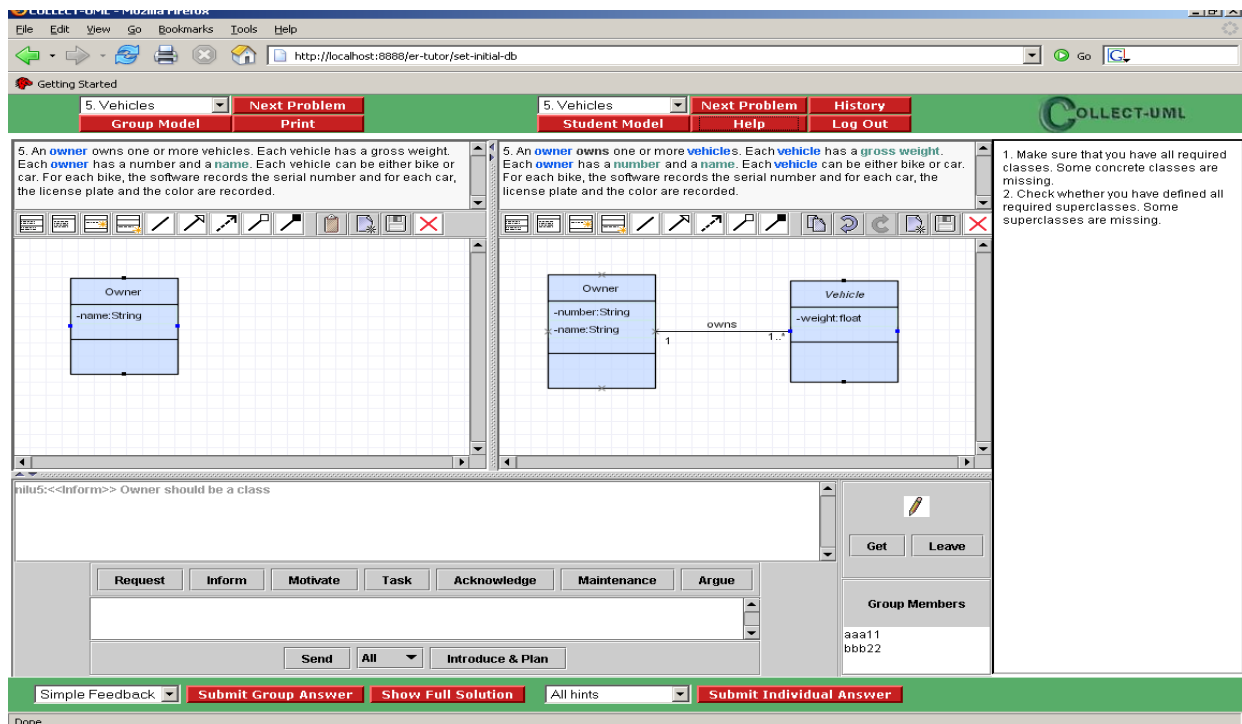 COLLECT-UML - Mozilla Firefox
File Edit View Go Bookmarks Tools Help
http://localhost:8888/er-tutor/set-initial-db
Go
G
Getting Started
5. Vehicles Next Problem
Group Model Print
5. Vehicles Next Problem History
Student Model Help Log Out
COLLECT-UML
5. An owner owns one or more vehicles. Each vehicle has a gross weight.
Each owner has a number and a name. Each vehicle can be either bike or
car. For each bike, the software records the serial number and for each car,
the license plate and the color are recorded.
5. An owner owns one or more vehicles. Each vehicle has a gross weight.
Each owner has a number and a name. Each vehicle can be either bike or car.
For each bike, the software records the serial number and for each car, the
license plate and the color are recorded.
1. Make sure that you have all required
classes. Some concrete classes are
missing.
2. Check whether you have defined all
required superclasses. Some
superclasses are missing.
Owner
-name:String
Owner
-number:String
-name:String
owns
1
1..*
Vehicle
-weight:float
nilu5:<<Inform>> Owner should be a class
Get Leave
Request Inform Motivate Task Acknowledge Maintenance Argue
Group Members
aaa11
bbb22
Send All Introduce & Plan
Simple Feedback Submit Group Answer Show Full Solution All hints Submit Individual Answer
Done